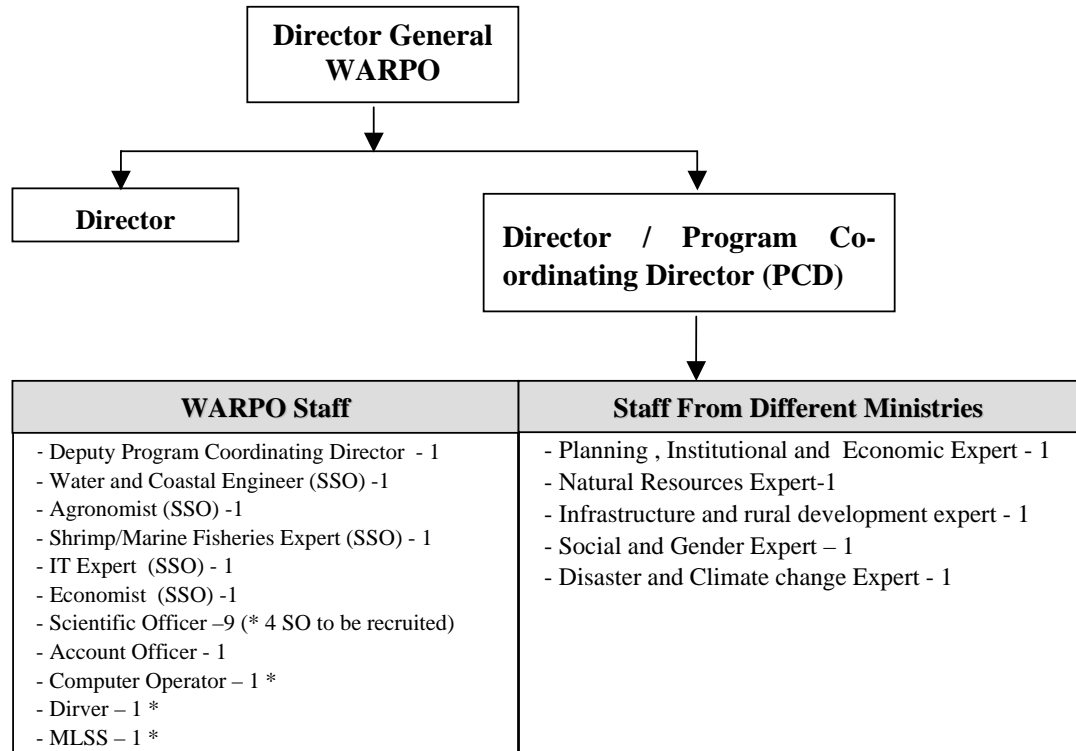 Director General
WARPO
Director
Director / Program Co-
ordinating Director (PCD)
WARPO Staff
- Deputy Program Coordinating Director - 1
- Water and Coastal Engineer (SSO) -1
- Agronomist (SSO) -1
- Shrimp/Marine Fisheries Expert (SSO) - 1
- IT Expert (SSO) - 1
- Economist (SSO) -1
- Scientific Officer –9 (* 4 SO to be recruited)
- Account Officer - 1
- Computer Operator – 1 *
- Dirver – 1 *
- MLSS – 1 *
Staff From Different Ministries
- Planning , Institutional and Economic Expert - 1
- Natural Resources Expert-1
- Infrastructure and rural development expert - 1
- Social and Gender Expert – 1
- Disaster and Climate change Expert - 1